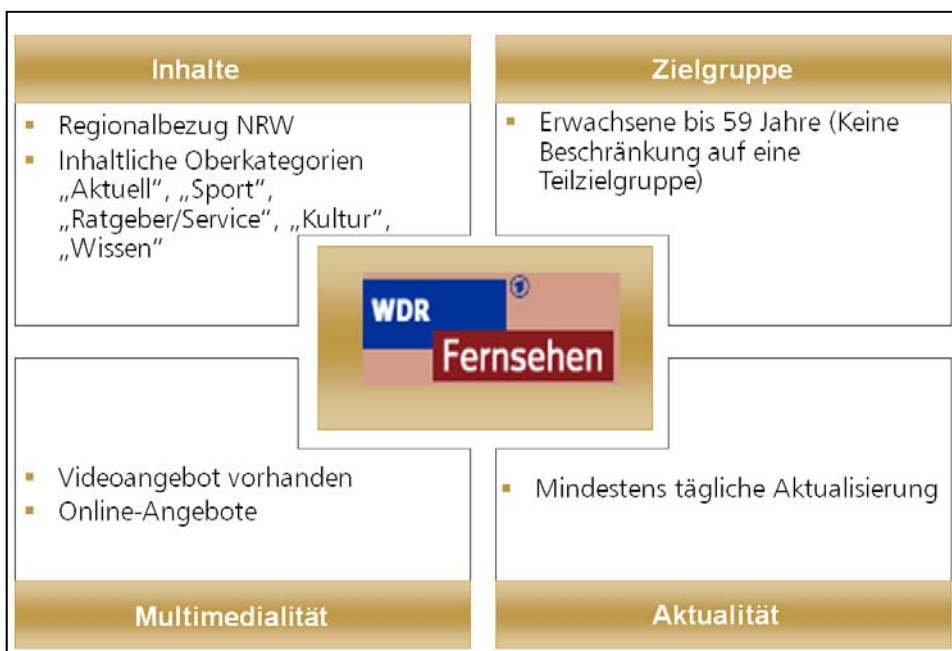 Inhalte
Regionalbezug NRW
Inhaltliche Oberkategorien
„Aktuell“, „Sport“,
„Ratgeber/Service“, „Kultur“,
„Wissen“
Zielgruppe
Erwachsene bis 59 Jahre (Keine
Beschränkung auf eine
Teilzielgruppe)
WDR
Fernsehen
Videoangebot vorhanden
Online-Angebote
Multimedialität
Mindestens tägliche Aktualisierung
Aktualität